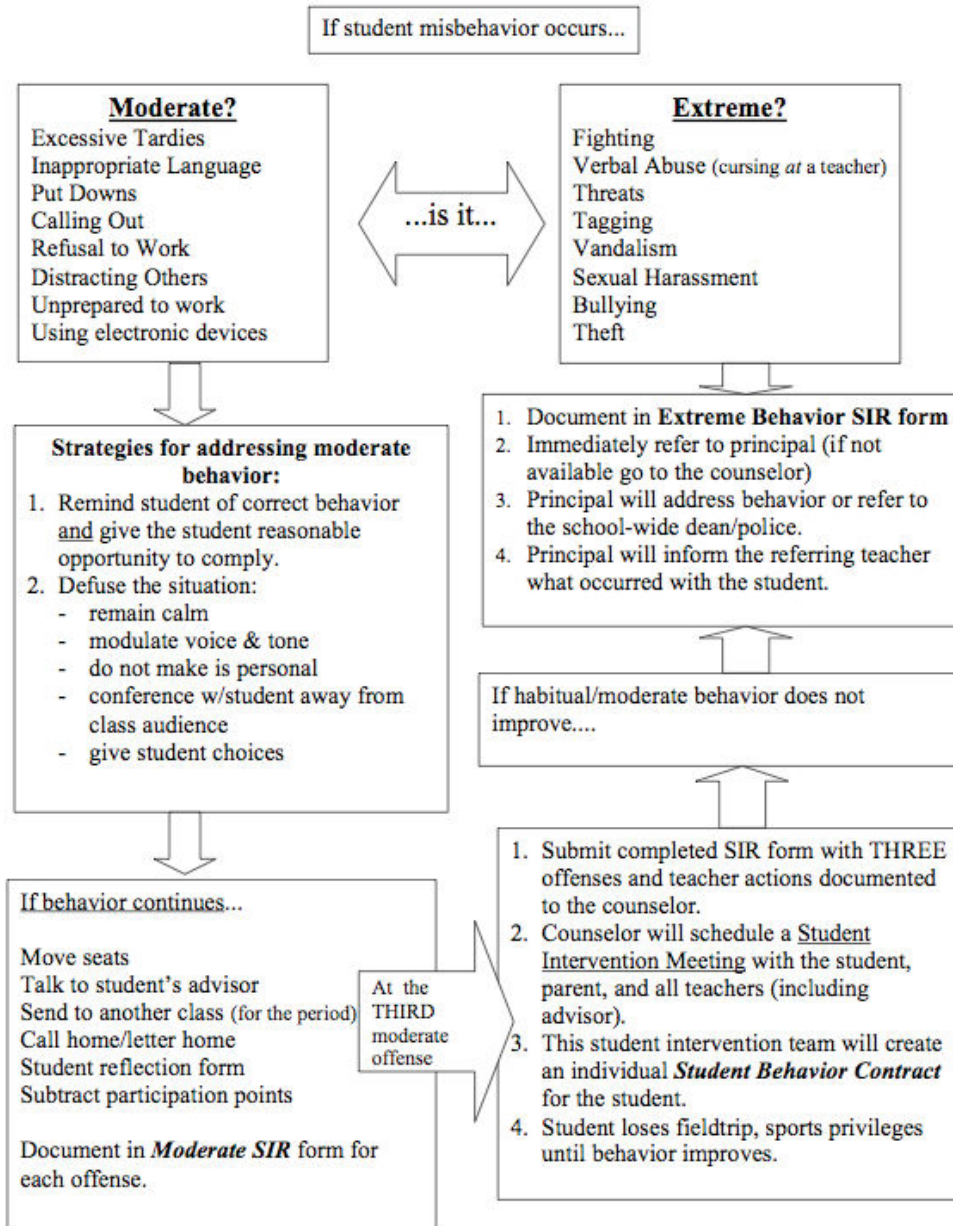 If student misbehavior occurs...
Moderate?
Excessive Tardies
Inappropriate Language
Put Downs
Calling Out
Refusal to Work
Distracting Others
Unprepared to work
Using electronic devices
...is it...
Extreme?
Fighting
Verbal Abuse (cursing at a teacher)
Threats
Tagging
Vandalism
Sexual Harassment
Bullying
Theft
Strategies for addressing moderate
behavior:
1. Remind student of correct behavior
and give the student reasonable
opportunity to comply.
2. Defuse the situation:
- remain calm
- modulate voice & tone
- do not make is personal
- conference w/student away from
class audience
- give student choices
1. Document in Extreme Behavior SIR form
2. Immediately refer to principal (if not
available go to the counselor)
3. Principal will address behavior or refer to
the school-wide dean/police.
4. Principal will inform the referring teacher
what occurred with the student.
If habitual/moderate behavior does not
improve....
If behavior continues...
Move seats
Talk to student's advisor
Send to another class (for the period)
Call home/letter home
Student reflection form
Subtract participation points
Document in Moderate SIR form for
each offense.
At the
THIRD
moderate
offense
1. Submit completed SIR form with THREE
offenses and teacher actions documented
to the counselor.
2. Counselor will schedule a Student
Intervention Meeting with the student,
parent, and all teachers (including
advisor).
3. This student intervention team will create
an individual Student Behavior Contract
for the student.
4. Student loses fieldtrip, sports privileges
until behavior improves.